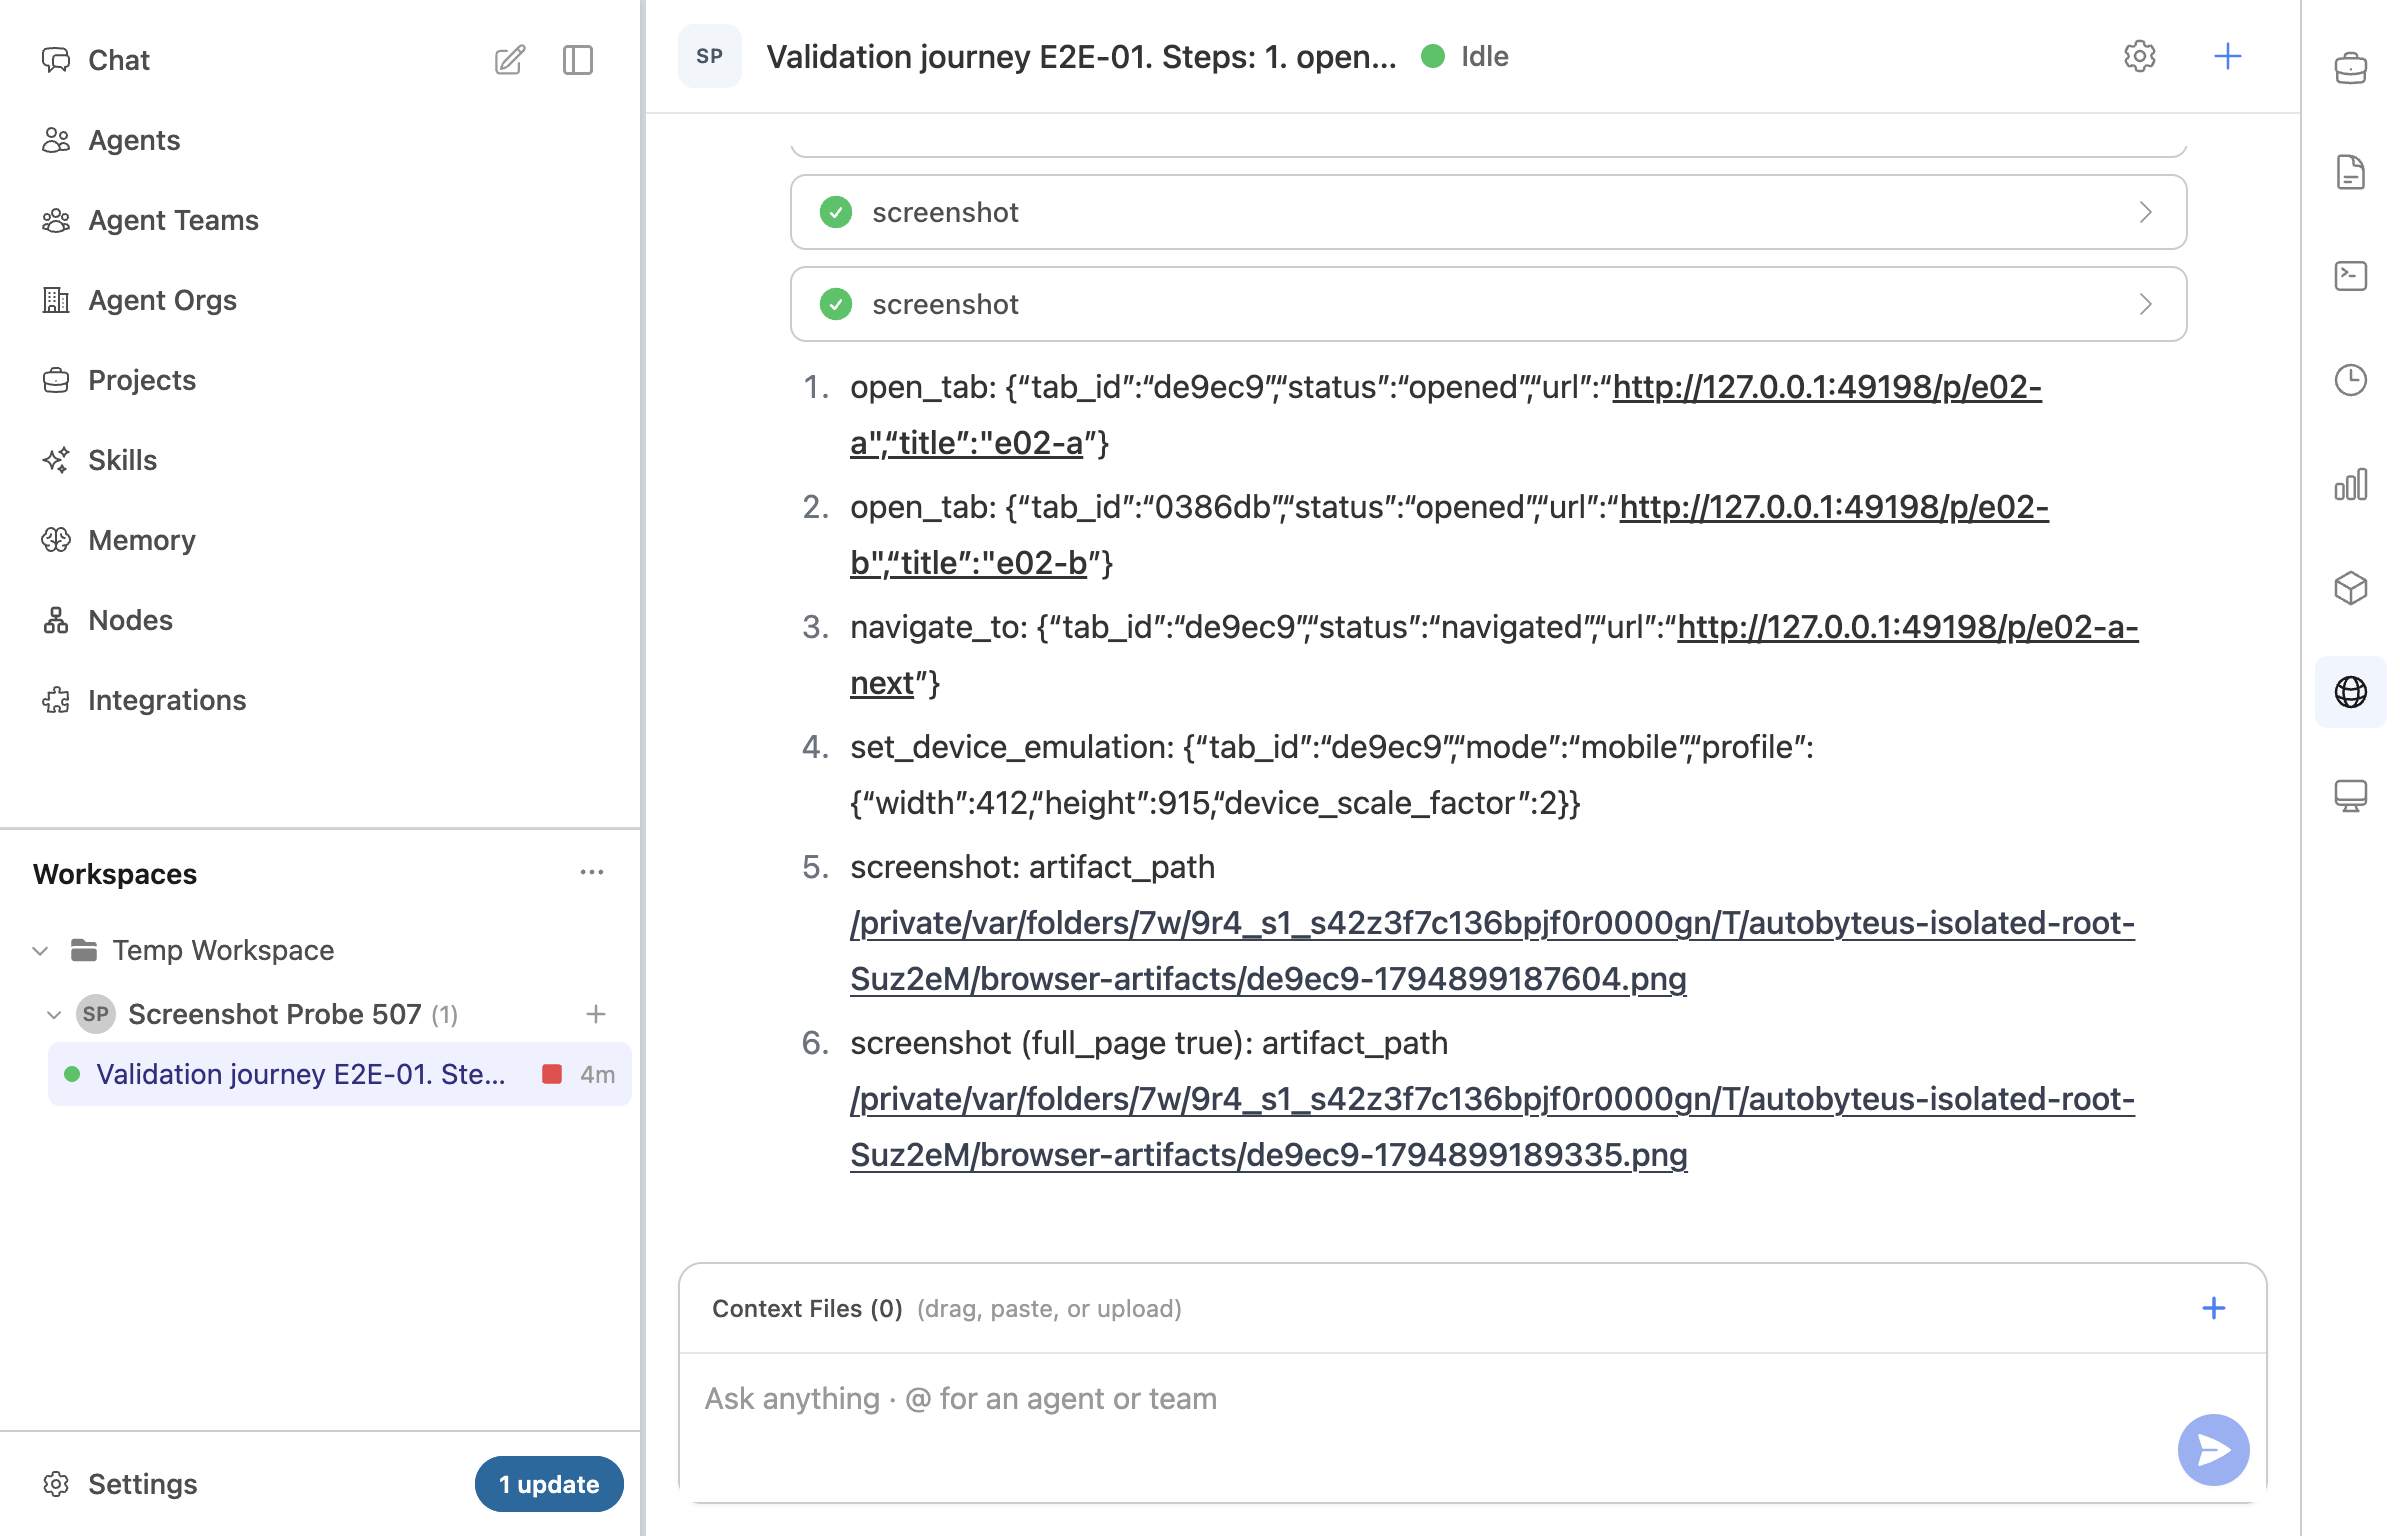 Chat
Agents
Agent Teams
Agent Orgs
Projects
Skills
Memory
Nodes
Integrations
Workspaces
Temp Workspace
SP Screenshot Probe 507 (1)
Validation journey E2E-01. Ste... 4m
Settings
1 update
SP Validation journey E2E-01. Steps: 1. open... Idle
screenshot
screenshot
1. open_tab: {“tab_id”:“de9ec9”,“status”:“opened”,“url”:“http://127.0.0.1:49198/p/e02-
a",“title”:"e02-a”}
2. open_tab: {“tab_id”:“0386db”,“status”:“opened”,“url”:“http://127.0.0.1:49198/p/e02-
b",“title”:"e02-b”}
3. navigate_to: {“tab_id”:“de9ec9”,“status”:“navigated”,“url”:“http://127.0.0.1:49198/p/e02-a-
next”}
4. set_device_emulation: {“tab_id”:“de9ec9”,“mode”:“mobile”,“profile”:
{“width”:412,“height”:915,“device_scale_factor”:2}}
5. screenshot: artifact_path
/private/var/folders/7w/9r4_s1_s42z3f7c136bpjf0r0000gn/T/autobyteus-isolated-root-
Suz2eM/browser-artifacts/de9ec9-1794899187604.png
6. screenshot (full_page true): artifact_path
/private/var/folders/7w/9r4_s1_s42z3f7c136bpjf0r0000gn/T/autobyteus-isolated-root-
Suz2eM/browser-artifacts/de9ec9-1794899189335.png
Context Files (0) (drag, paste, or upload)
Ask anything · @ for an agent or team